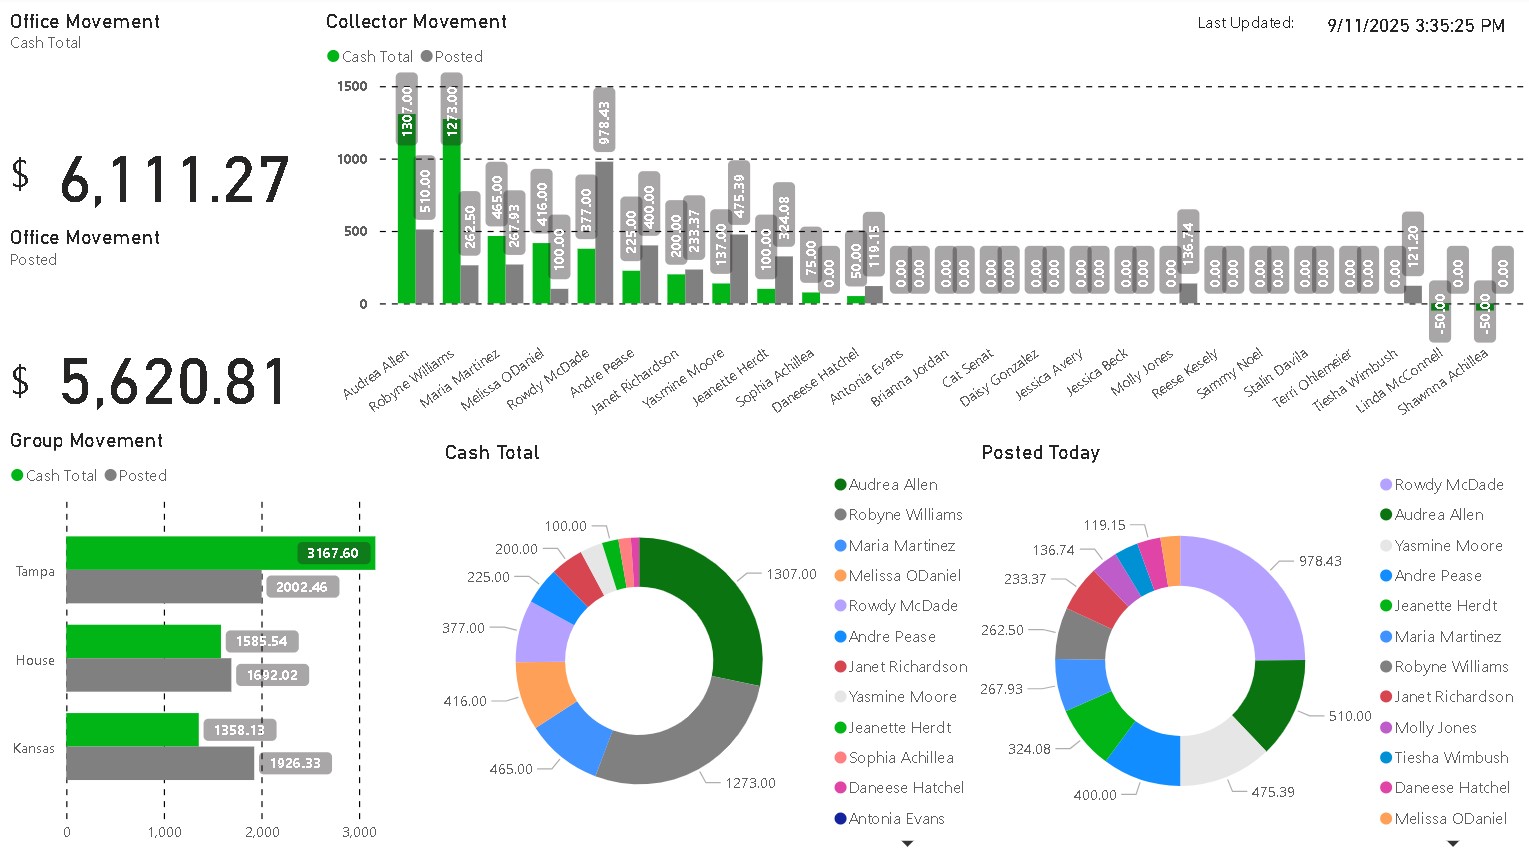 Office Movement
Cash Total
$ 6,111.27
Office Movement
Posted
$ 5,620.81
Collector Movement
Last Updated: 9/11/2025 3:35:25 PM
Cash Total Posted
1500
1000
500
0
1307.00 510.00 1273.00 262.50 465.00 267.93 416.00 100.00 377.00 978.43 225.00 400.00 200.00 233.37 137.00 475.39 100.00 324.08 75.00 0.00 50.00 119.15 0.00 0.00 0.00 0.00 0.00 0.00 0.00 0.00 0.00 0.00 0.00 0.00 0.00 136.74 0.00 0.00 0.00 0.00 0.00 0.00 0.00 0.00 0.00 121.20 -50.00 0.00 -50.00 0.00
Audrea Allen
Robyne Williams
Maria Martinez
Melissa ODaniel
Rowdy McDade
Andre Pease
Janet Richardson
Yasmine Moore
Jeanette Herdt
Sophia Achillea
Daneese Hatchel
Antonia Evans
Brianna Jordan
Cat Senat
Daisy Gonzalez
Jessica Avery
Jessica Beck
Molly Jones
Reese Kesely
Sammy Noel
Stalin Davila
Terri Ohlemeier
Tiesha Wimbush
Linda McConnell
Shawnna Achillea
Group Movement
Cash Total Posted
Tampa
3167.60
2002.46
House
1585.54
1692.02
Kansas
1358.13
1926.33
0 1,000 2,000 3,000
Cash Total
100.00
200.00
225.00
377.00
416.00
465.00
1307.00
1273.00
Audrea Allen
Robyne Williams
Maria Martinez
Melissa ODaniel
Rowdy McDade
Andre Pease
Janet Richardson
Yasmine Moore
Jeanette Herdt
Sophia Achillea
Daneese Hatchel
Antonia Evans
Posted Today
119.15
136.74
233.37
262.50
267.93
324.08
400.00
978.43
510.00
475.39
Rowdy McDade
Audrea Allen
Yasmine Moore
Andre Pease
Jeanette Herdt
Maria Martinez
Robyne Williams
Janet Richardson
Molly Jones
Tiesha Wimbush
Daneese Hatchel
Melissa ODaniel